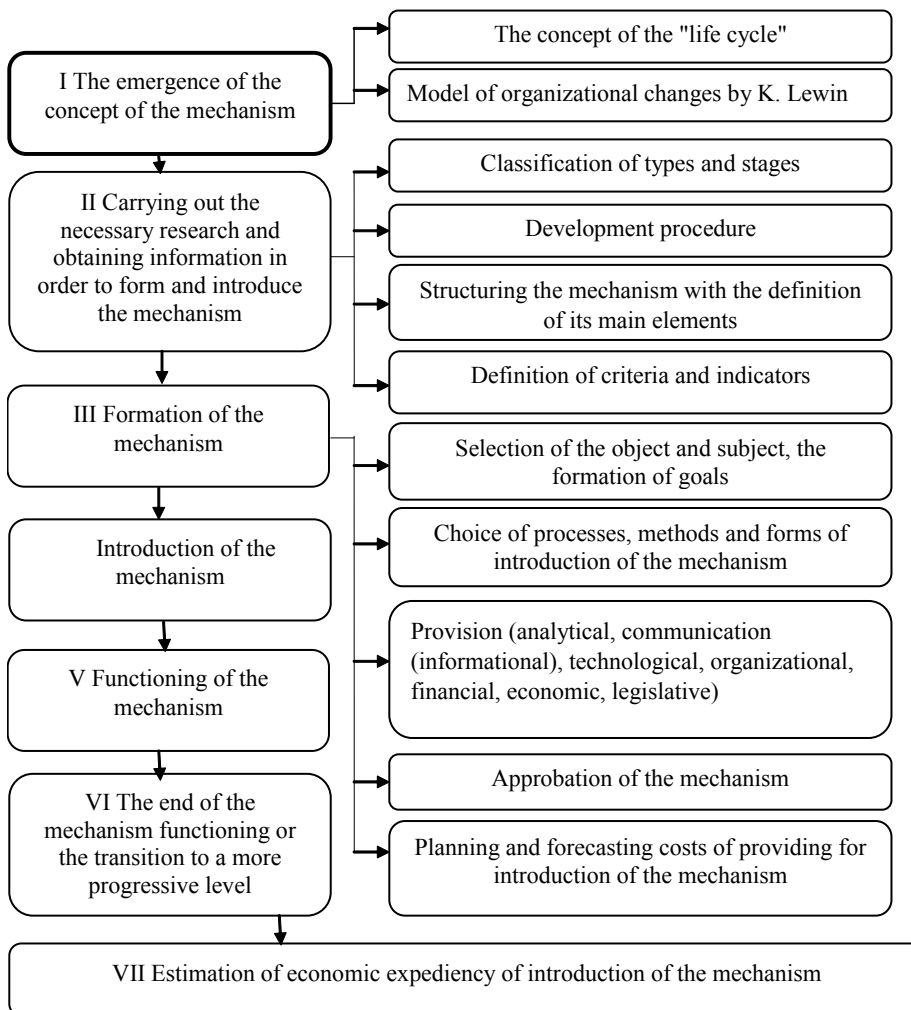 The concept of the "life cycle"
I The emergence of the
concept of the mechanism
Model of organizational changes by K. Lewin
Classification of types and stages
II Carrying out the
necessary research and
obtaining information in
order to form and introduce
the mechanism
Development procedure
Structuring the mechanism with the definition
of its main elements
Definition of criteria and indicators
III Formation of the
mechanism
Selection of the object and subject, the
formation of goals
Choice of processes, methods and forms of
introduction of the mechanism
Introduction of the
mechanism
Provision (analytical, communication
(informational), technological, organizational,
financial, economic, legislative)
V Functioning of the
mechanism
Approbation of the mechanism
VI The end of the
mechanism functioning or
the transition to a more
progressive level
Planning and forecasting costs of providing for
introduction of the mechanism
VII Estimation of economic expediency of introduction of the mechanism